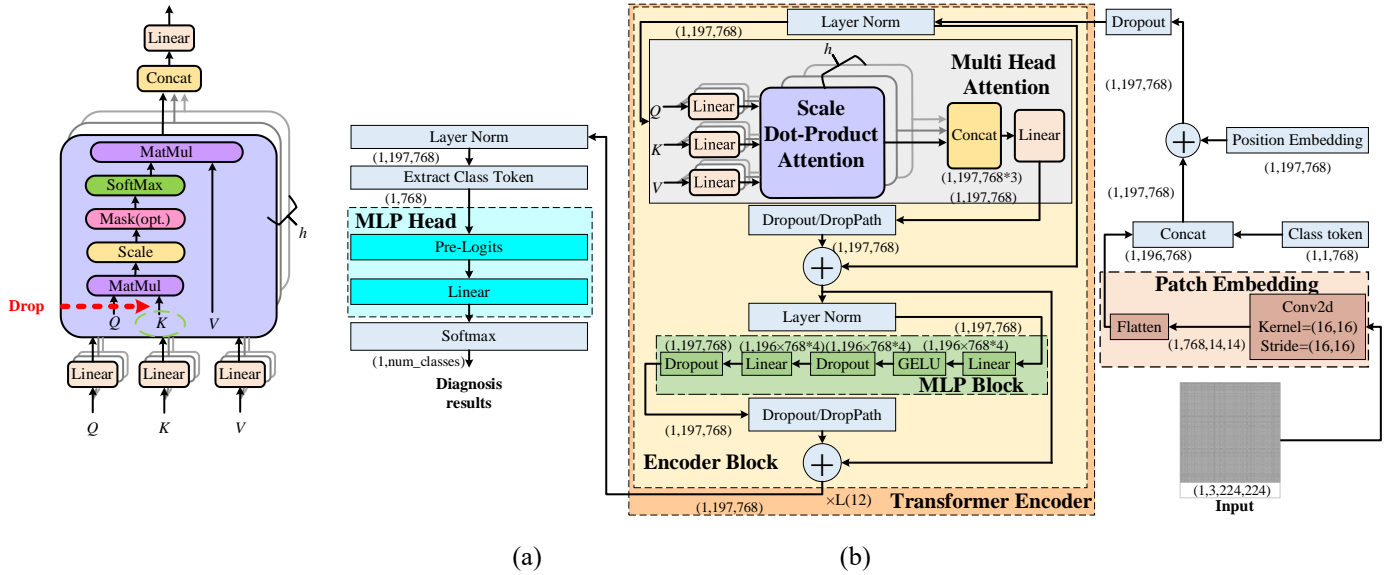 Linear
Concat
MatMul
SoftMax
Mask(opt.)
Scale
MatMul
Drop
Q
K
V
h
Linear
Linear
Linear
Q
K
V
Layer Norm
(1,197,768)
Extract Class Token
(1,768)
MLP Head
Pre-Logits
Linear
Softmax
(1,num_classes)
Diagnosis
results
(a)
Layer Norm
(1,197,768)
h
Multi Head
Attention
Q
Linear
K
Linear
V
Linear
Scale
Dot-Product
Attention
Concat
Linear
(1,197,768*3)
(1,197,768)
Dropout/DropPath
(1,197,768)
Layer Norm
(1,197,768)
(1,197,768)
(1,196×768*4)
(1,196×768*4)
(1,196×768*4)
Dropout
Linear
Dropout
GELU
Linear
MLP Block
Dropout/DropPath
(1,197,768)
Encoder Block
×L(12)
Transformer Encoder
(1,197,768)
(b)
Dropout
(1,197,768)
Position Embedding
(1,197,768)
(1,197,768)
Concat
Class token
(1,196,768)
(1,1,768)
Patch Embedding
Flatten
(1,768,14,14)
Conv2d
Kernel=(16,16)
Stride=(16,16)
(1,3,224,224)
Input